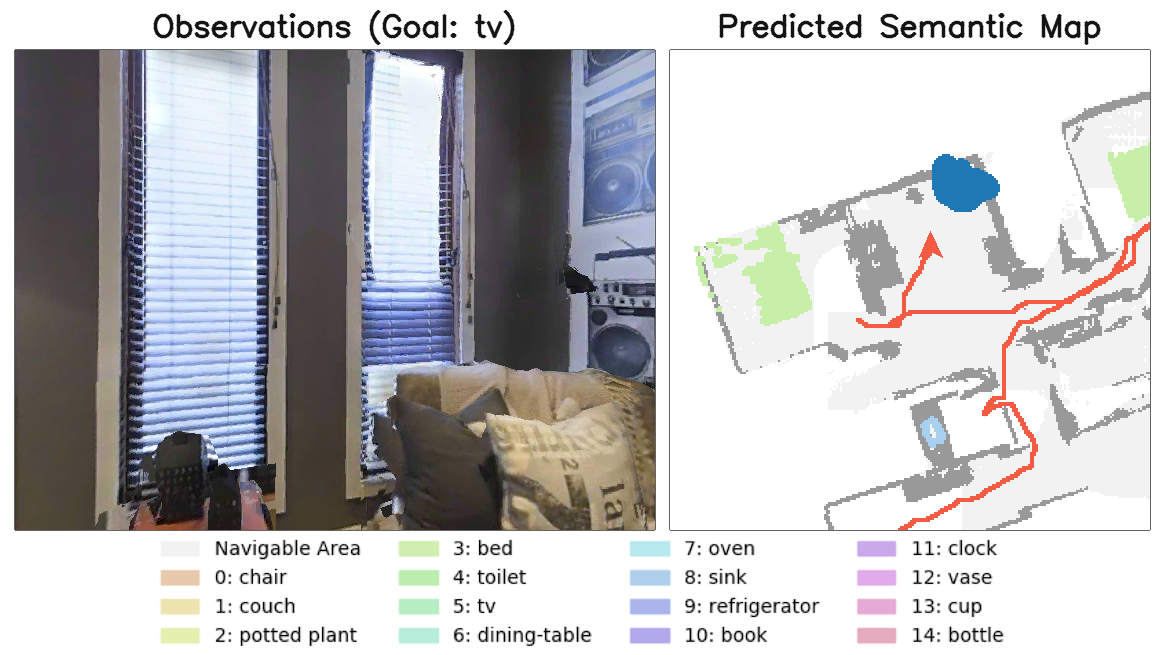 Observations (Goal: tv)
Predicted Semantic Map
2
la
Navigable Area
0: chair
1: couch
2: potted plant
3: bed
4: toilet
5: tv
6: dining-table
7: oven
8: sink
9: refrigerator
10: book
11: clock
12: vase
13: cup
14: bottle